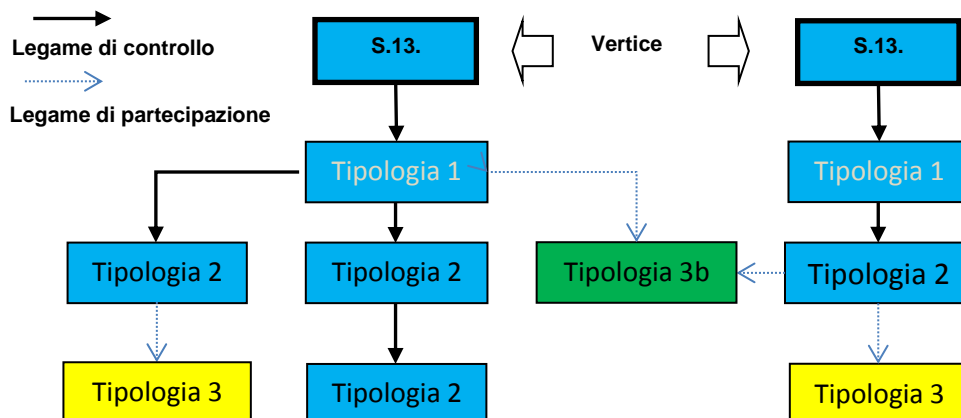 Legame di controllo
Legame di partecipazione
S.13.
Vertice
S.13.
Tipologia 1
Tipologia 1
Tipologia 2
Tipologia 2
Tipologia 3b
Tipologia 2
Tipologia 3
Tipologia 2
Tipologia 3